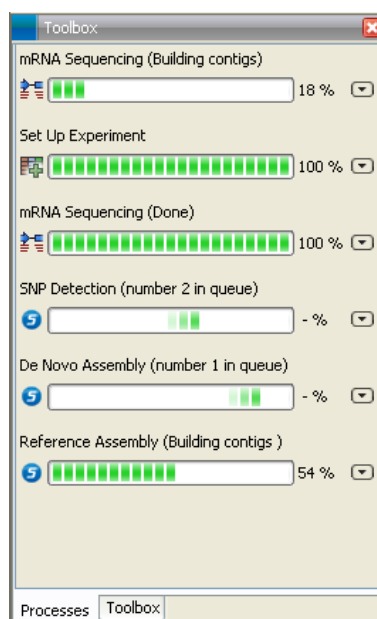 Toolbox
mRNA Sequencing (Building contigs)
18 %
Set Up Experiment
100 %
mRNA Sequencing (Done)
100 %
SNP Detection (number 2 in queue)
- %
De Novo Assembly (number 1 in queue)
- %
Reference Assembly (Building contigs )
54 %
Processes Toolbox